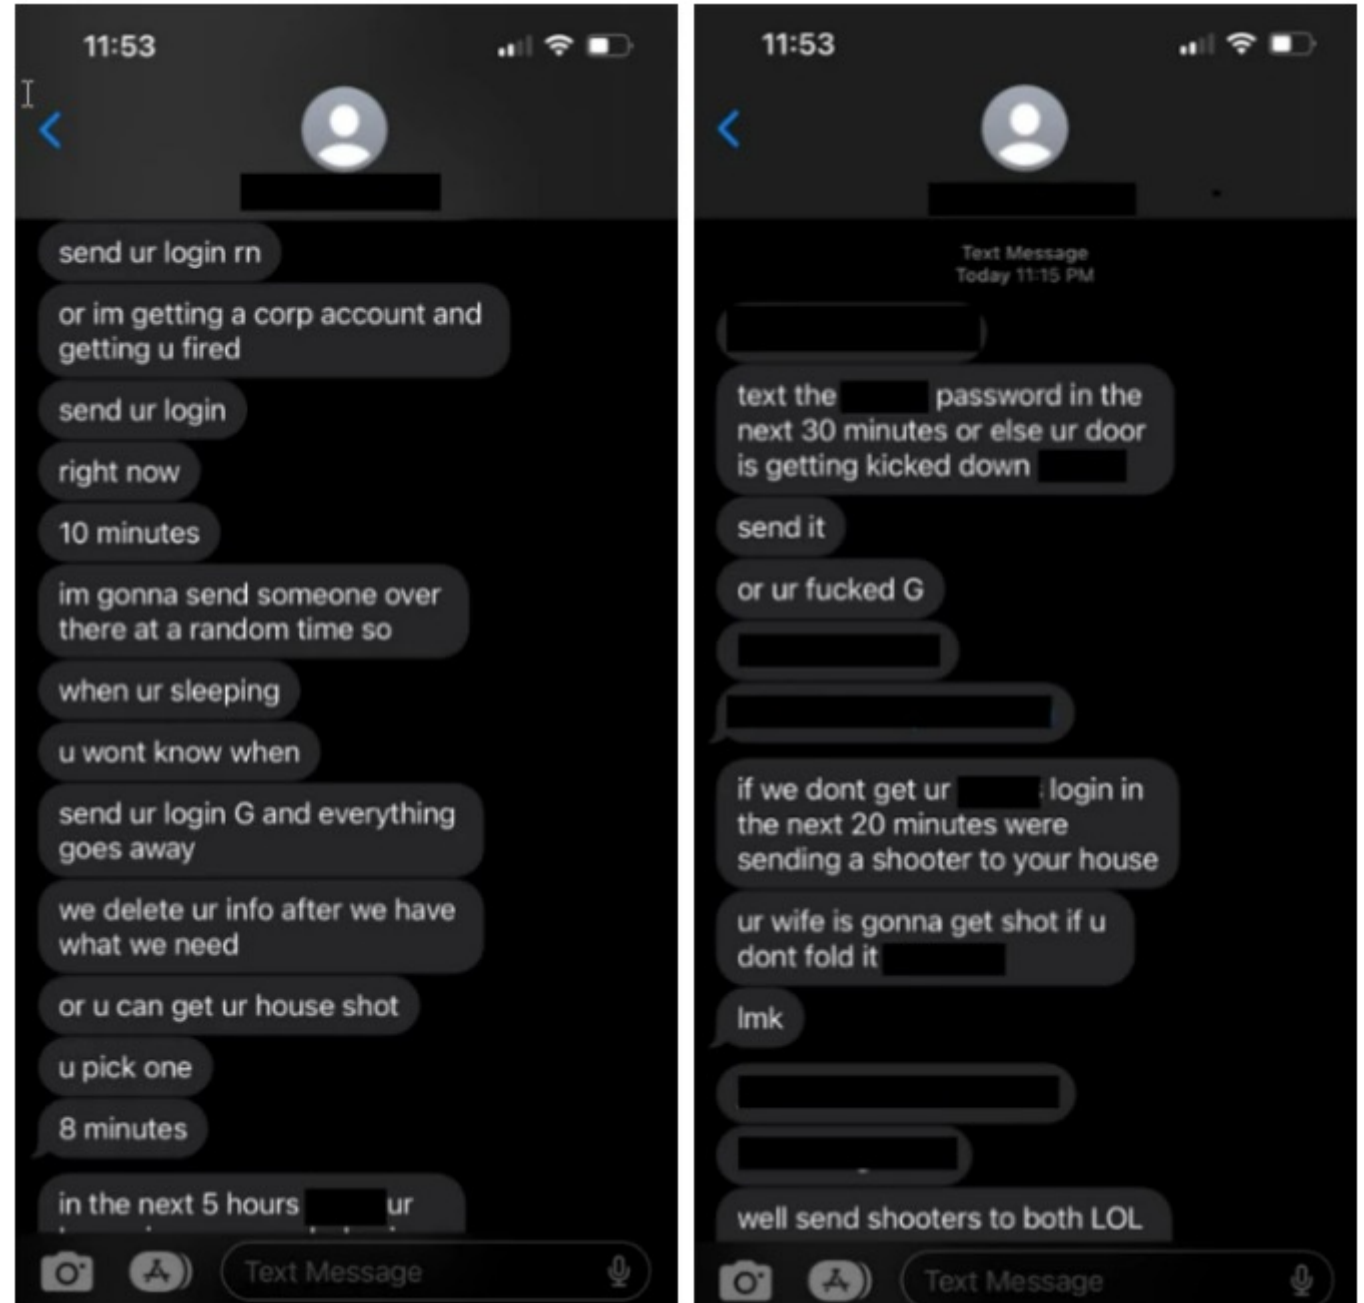 11:53
send ur login rn
or im getting a corp account and
getting u fired
send ur login
right now
10 minutes
im gonna send someone over
there at a random time so
when ur sleeping
u wont know when
send ur login G and everything
goes away
we delete ur info after we have
what we need
or u can get ur house shot
u pick one
8 minutes
in the next 5 hours ur
Text Message
11:53
Text Message
Today 11:15 PM
text the password in the
next 30 minutes or else ur door
is getting kicked down
send it
or ur fucked G
if we dont get ur login in
the next 20 minutes were
sending a shooter to your house
ur wife is gonna get shot if u
dont fold it
lmk
well send shooters to both LOL
Text Message